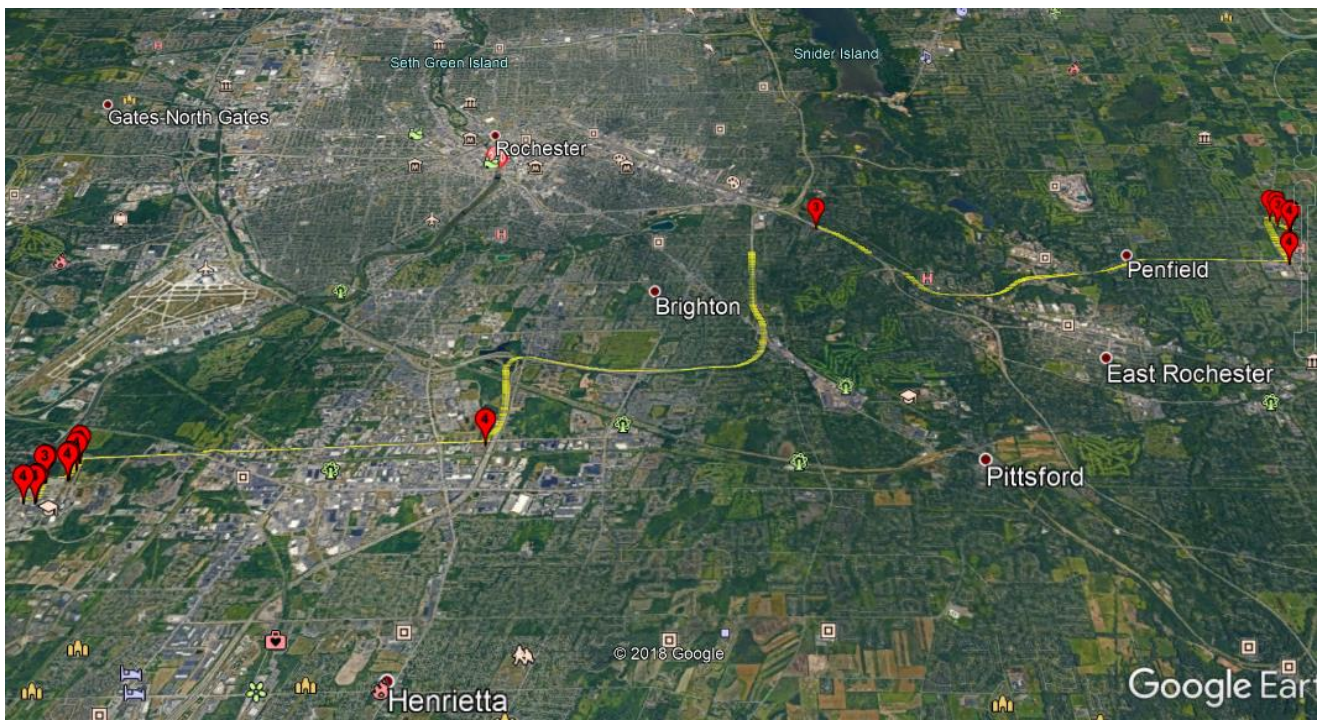 Snider Island
Seth Green Island
Gates-North Gates
Rochester
Penfield
Brighton
East Rochester
Pittsford
© 2018 Google
Henrietta
Google Eart